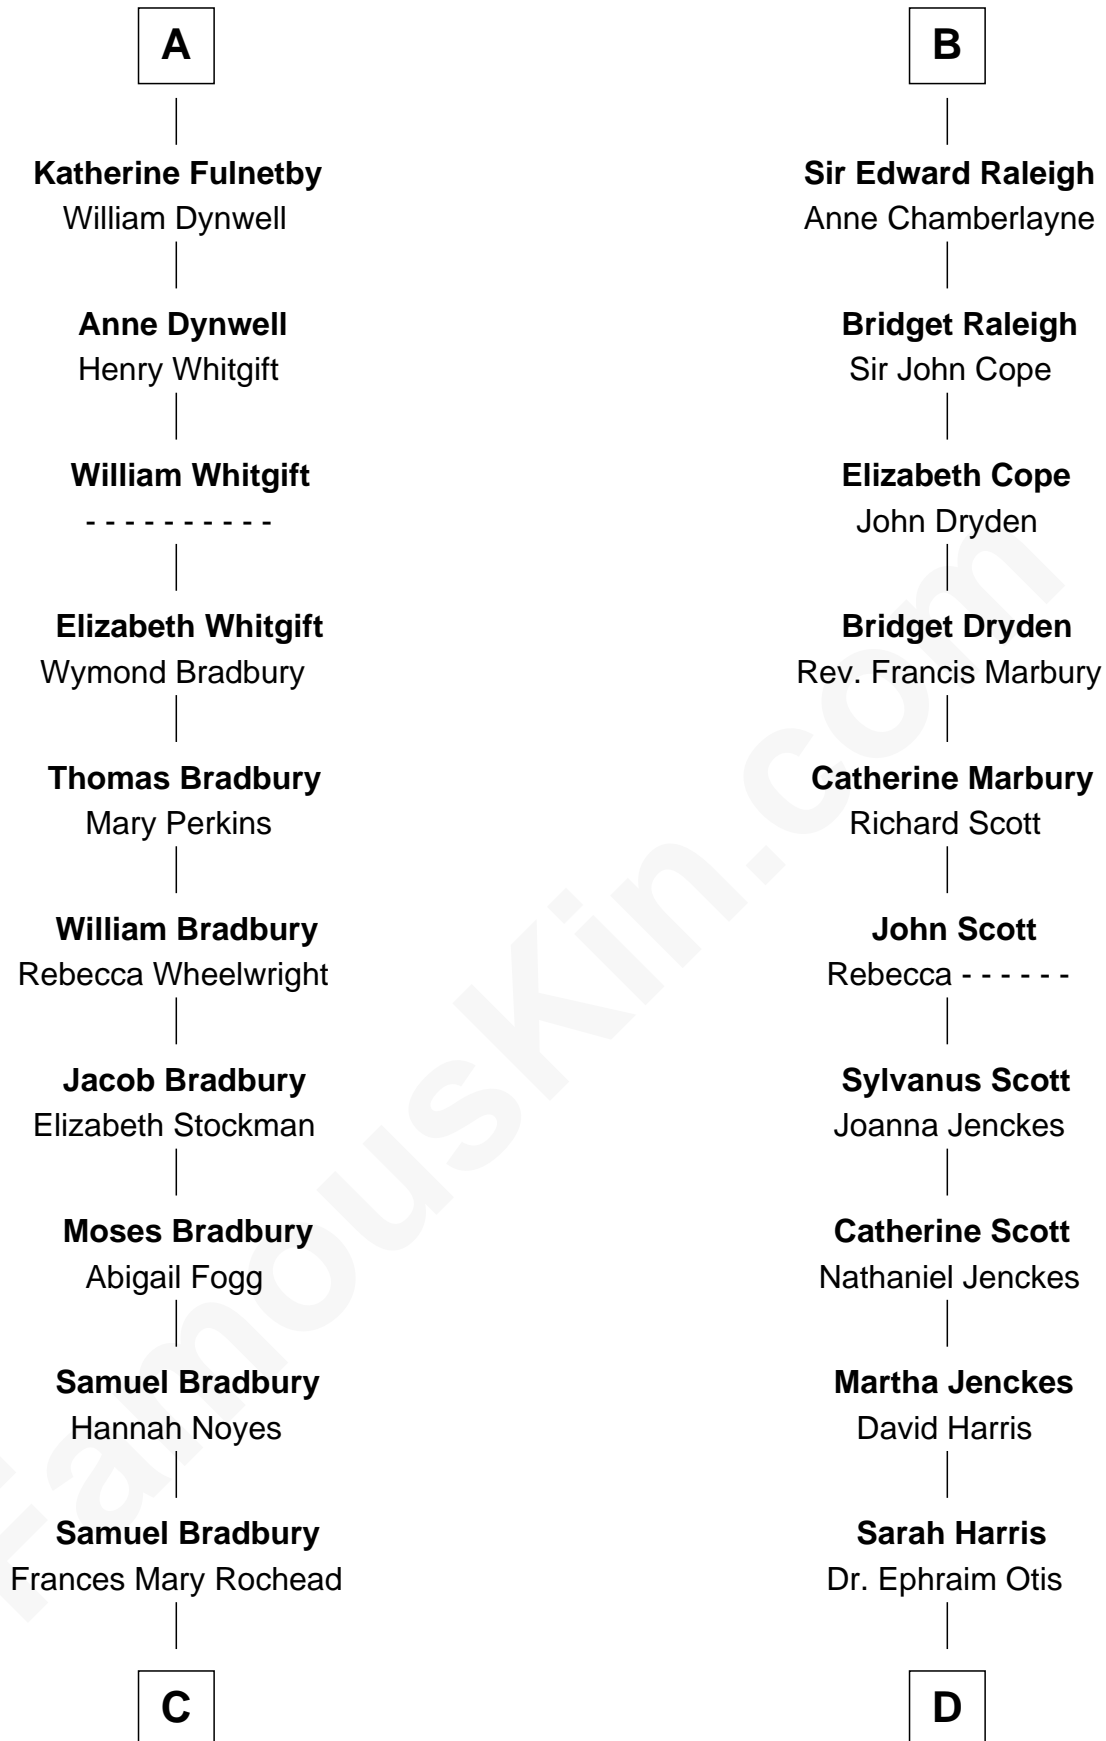 A
Katherine Fulnetby
William Dynwell
Anne Dynwell
Henry Whitgift
William Whitgift
- - - - - - - - - -
Elizabeth Whitgift
Wymond Bradbury
Thomas Bradbury
Mary Perkins
William Bradbury
Rebecca Wheelwright
Jacob Bradbury
Elizabeth Stockman
Moses Bradbury
Abigail Fogg
Samuel Bradbury
Hannah Noyes
Samuel Bradbury
Frances Mary Rochead
C
B
Sir Edward Raleigh
Anne Chamberlayne
Bridget Raleigh
Sir John Cope
Elizabeth Cope
John Dryden
Bridget Dryden
Rev. Francis Marbury
Catherine Marbury
Richard Scott
John Scott
Rebecca - - - - - -
Sylvanus Scott
Joanna Jenckes
Catherine Scott
Nathaniel Jenckes
Martha Jenckes
David Harris
Sarah Harris
Dr. Ephraim Otis
D
FamousKin.com